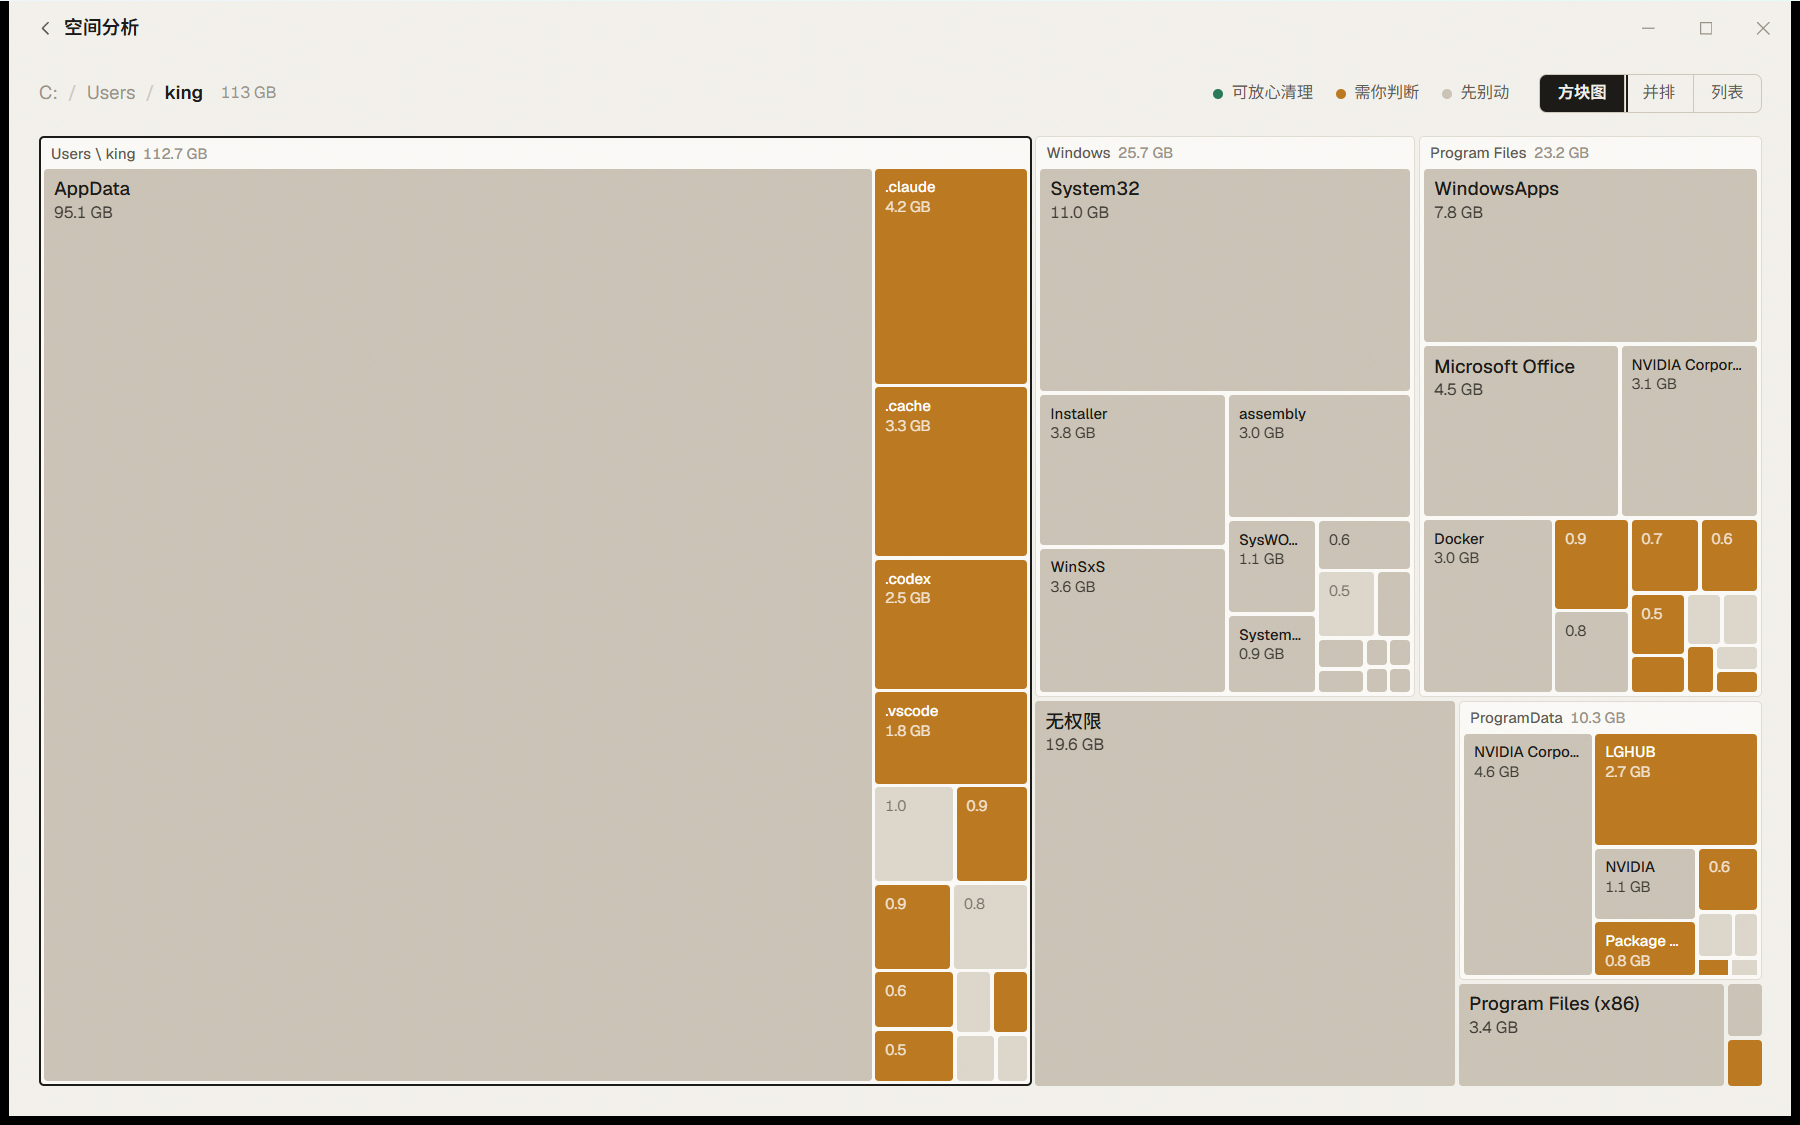 空间分析
C: / Users / king 113 GB
可放心清理 需你判断 先别动 方块图 并排 列表
Users \ king 112.7 GB
AppData
95.1 GB
.claude
4.2 GB
.cache
3.3 GB
.codex
2.5 GB
.vscode
1.8 GB
1.0
0.9
0.9
0.8
0.6
0.5
Windows 25.7 GB
System32
11.0 GB
Installer
3.8 GB
assembly
3.0 GB
WinSxS
3.6 GB
SysWO...
1.1 GB
0.6
0.5
System...
0.9 GB
Program Files 23.2 GB
WindowsApps
7.8 GB
Microsoft Office
4.5 GB
NVIDIA Corpor...
3.1 GB
Docker
3.0 GB
0.9
0.7
0.6
0.5
0.8
无权限
19.6 GB
ProgramData 10.3 GB
NVIDIA Corpo...
4.6 GB
LGHUB
2.7 GB
NVIDIA
1.1 GB
0.6
Package ...
0.8 GB
Program Files (x86)
3.4 GB